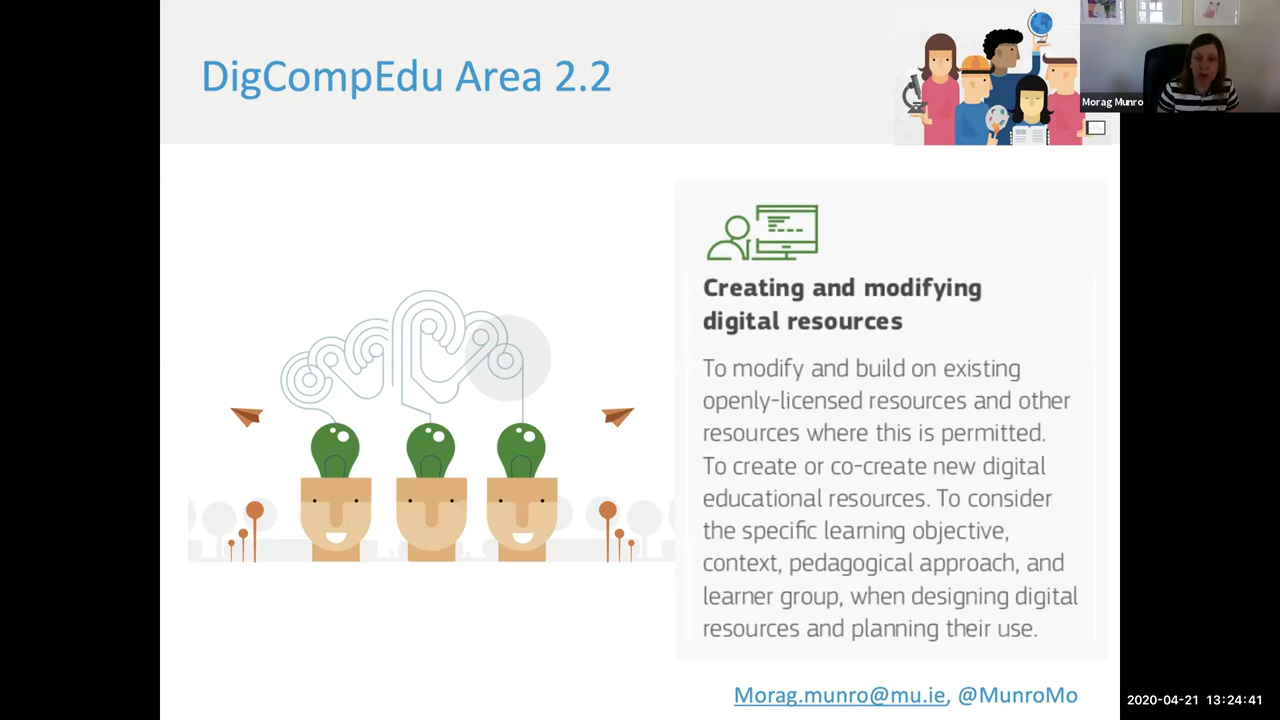 DigCompEdu Area 2.2
Morag Munro
Creating and modifying
digital resources
To modify and build on existing
openly-licensed resources and other
resources where this is permitted.
To create or co-create new digital
educational resources. To consider
the specific learning objective,
context, pedagogical approach, and
learner group, when designing digital
resources and planning their use.
Morag.munro@mu.ie, @MunroMo
2020-04-21 13:24:41